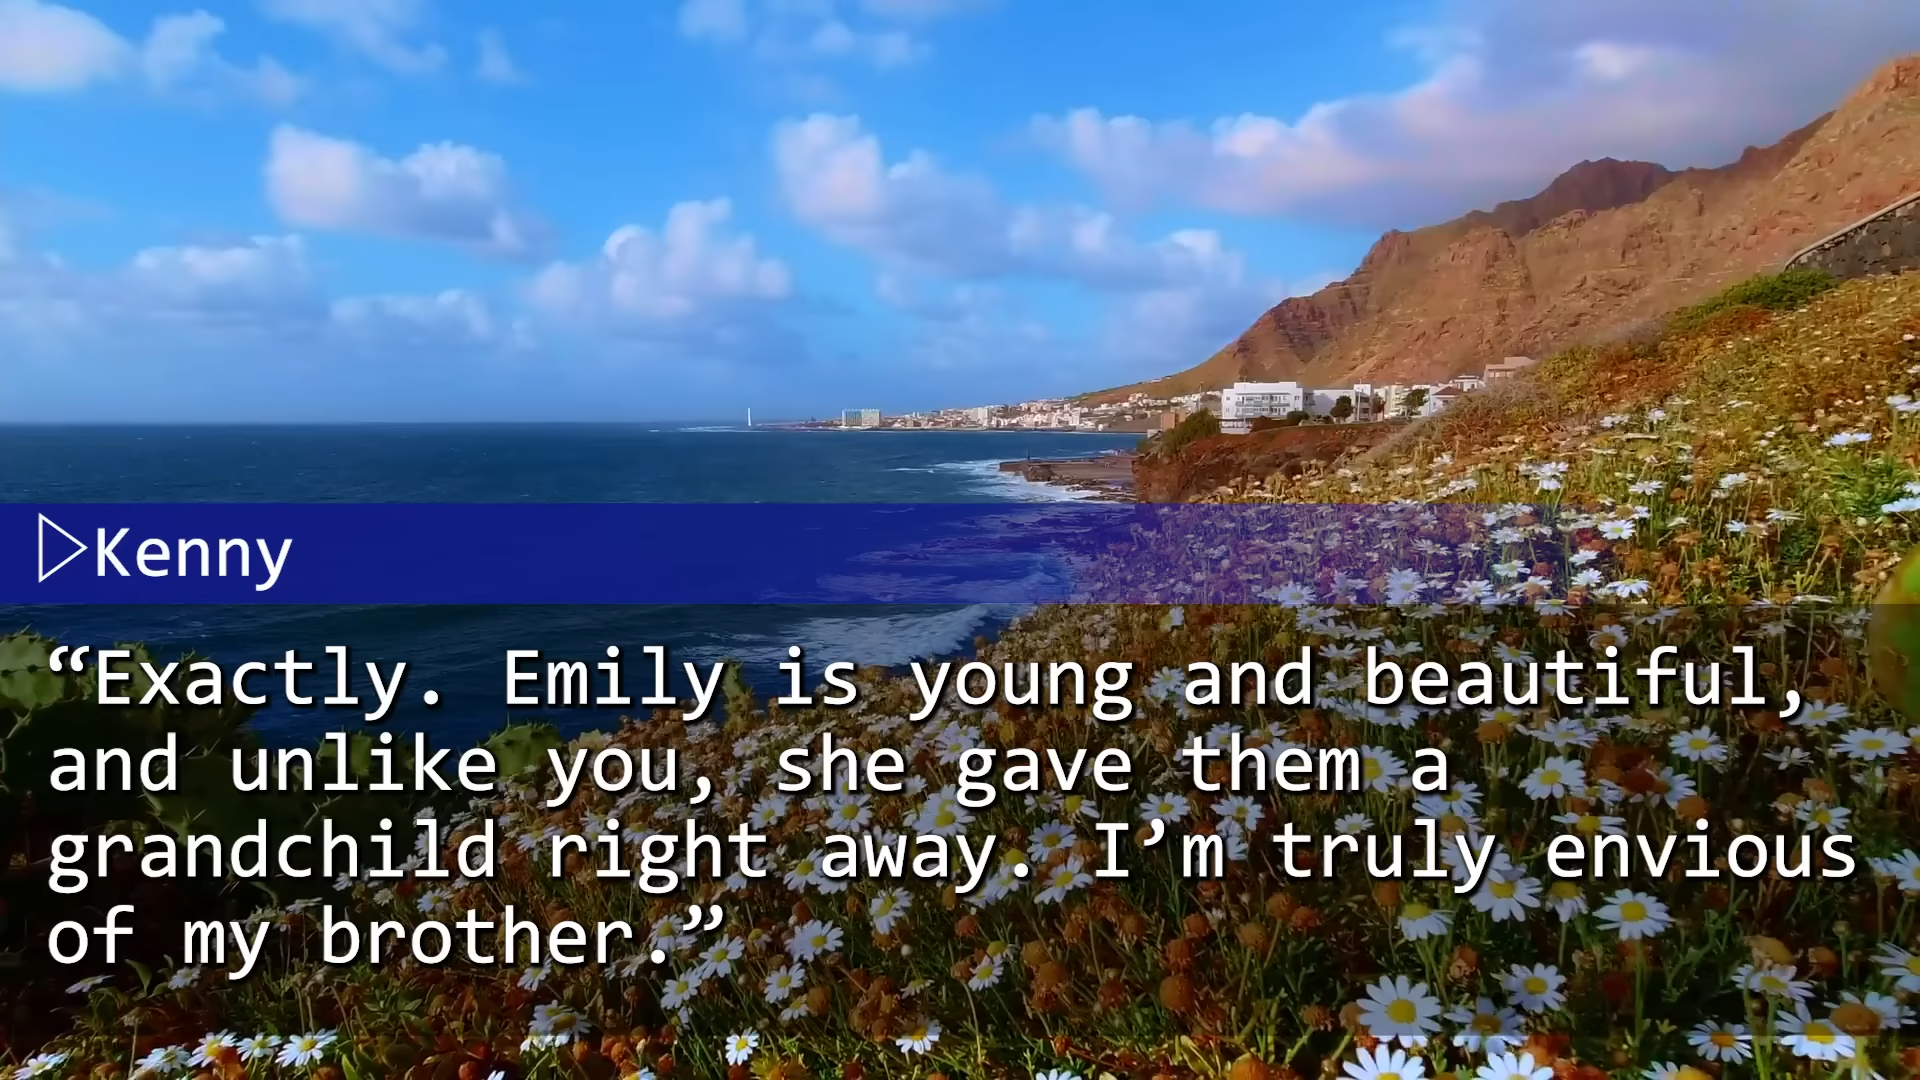 Kenny
“Exactly. Emily is young and beautiful,
and unlike you, she gave them a
grandchild right away. I’m truly envious
of my brother.”